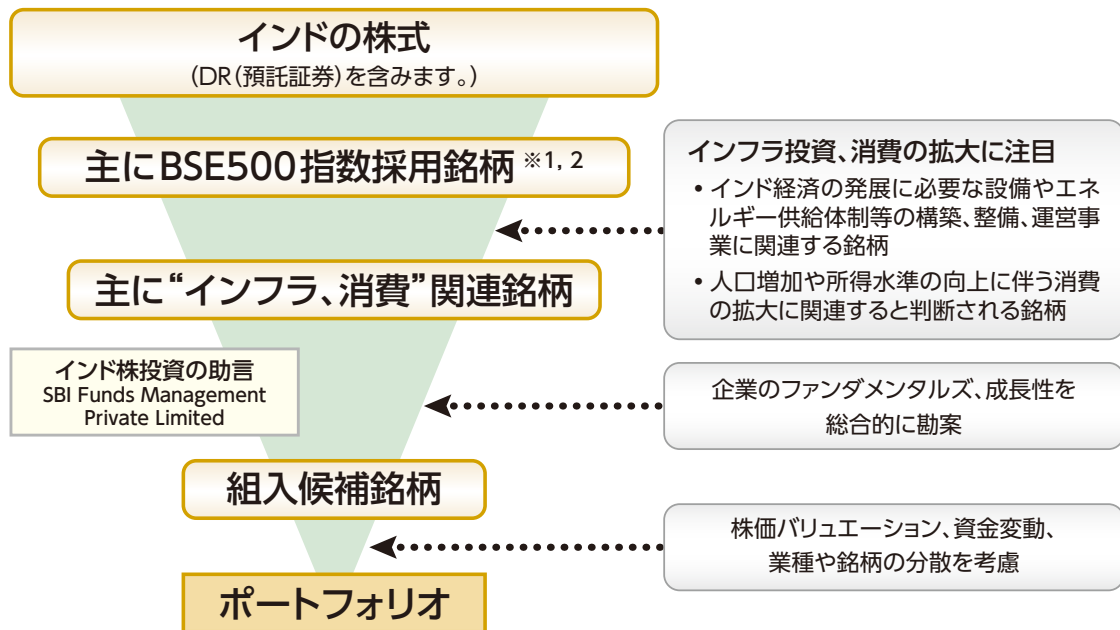 インドの株式
(DR(預託証券)を含みます。)
主にBSE500指数採用銘柄 ※1, 2
インフラ投資、消費の拡大に注目
• インド経済の発展に必要な設備やエネ
ルギー供給体制等の構築、整備、運営事
業に関連する銘柄
• 人口増加や所得水準の向上に伴う消費
の拡大に関連すると判断される銘柄
主に“インフラ、消費”関連銘柄
インド株投資の助言
SBI Funds Management
Private Limited
企業のファンダメンタルズ、成長性を
総合的に勘案
組入候補銘柄
株価バリュエーション、資金変動、
業種や銘柄の分散を考慮
ポートフォリオ